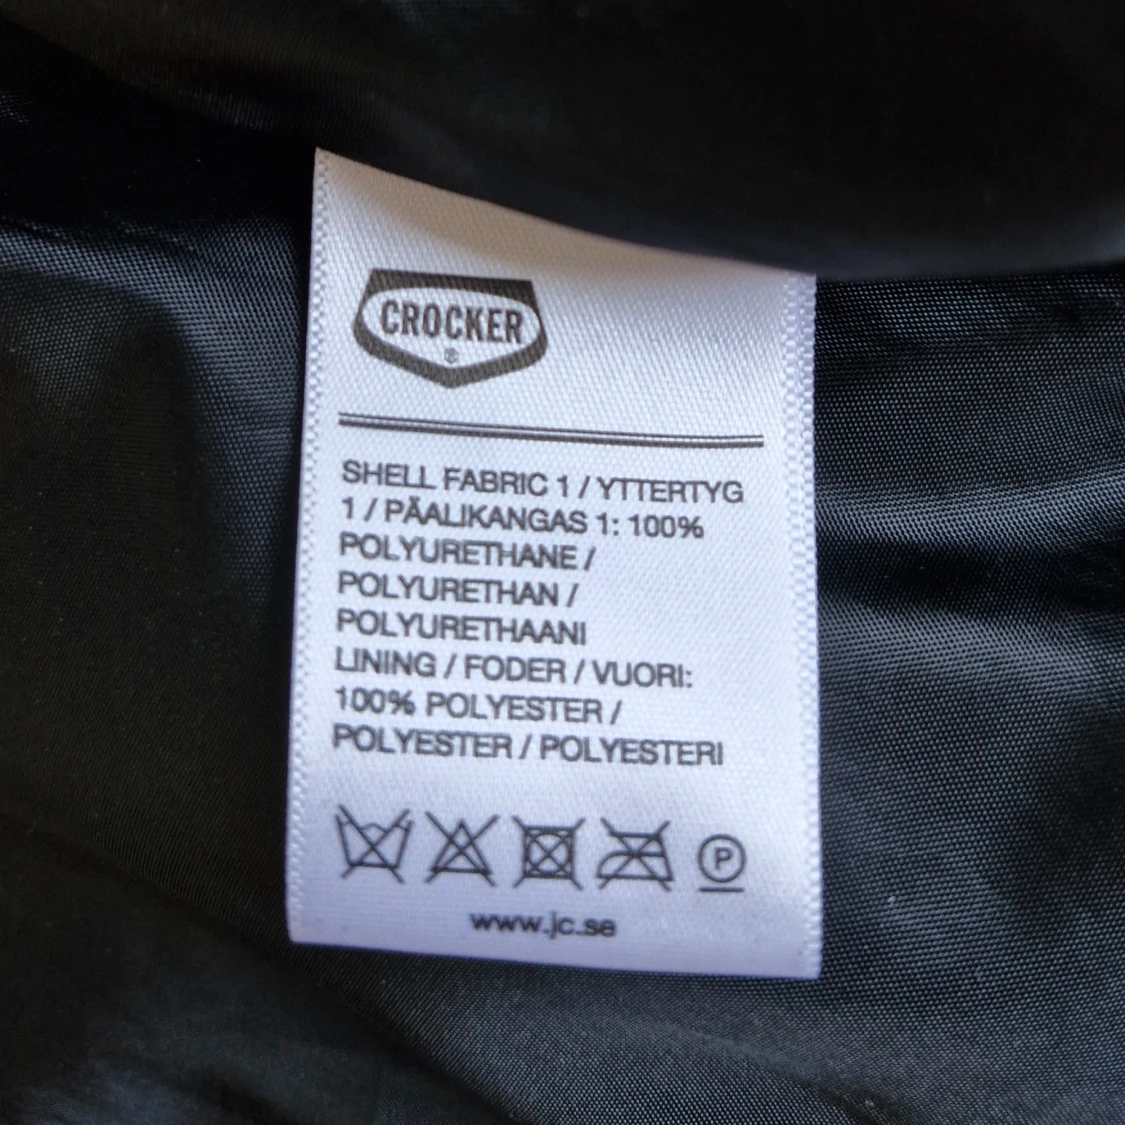 CROCKER
®
SHELL FABRIC 1 / YTTERTYG
1 / PÄALIKANGAS 1: 100%
POLYURETHANE /
POLYURETHAN /
POLYURETHAANI
LINING / FODER / VUORI:
100% POLYESTER /
POLYESTER / POLYESTERI
P
www.jc.se